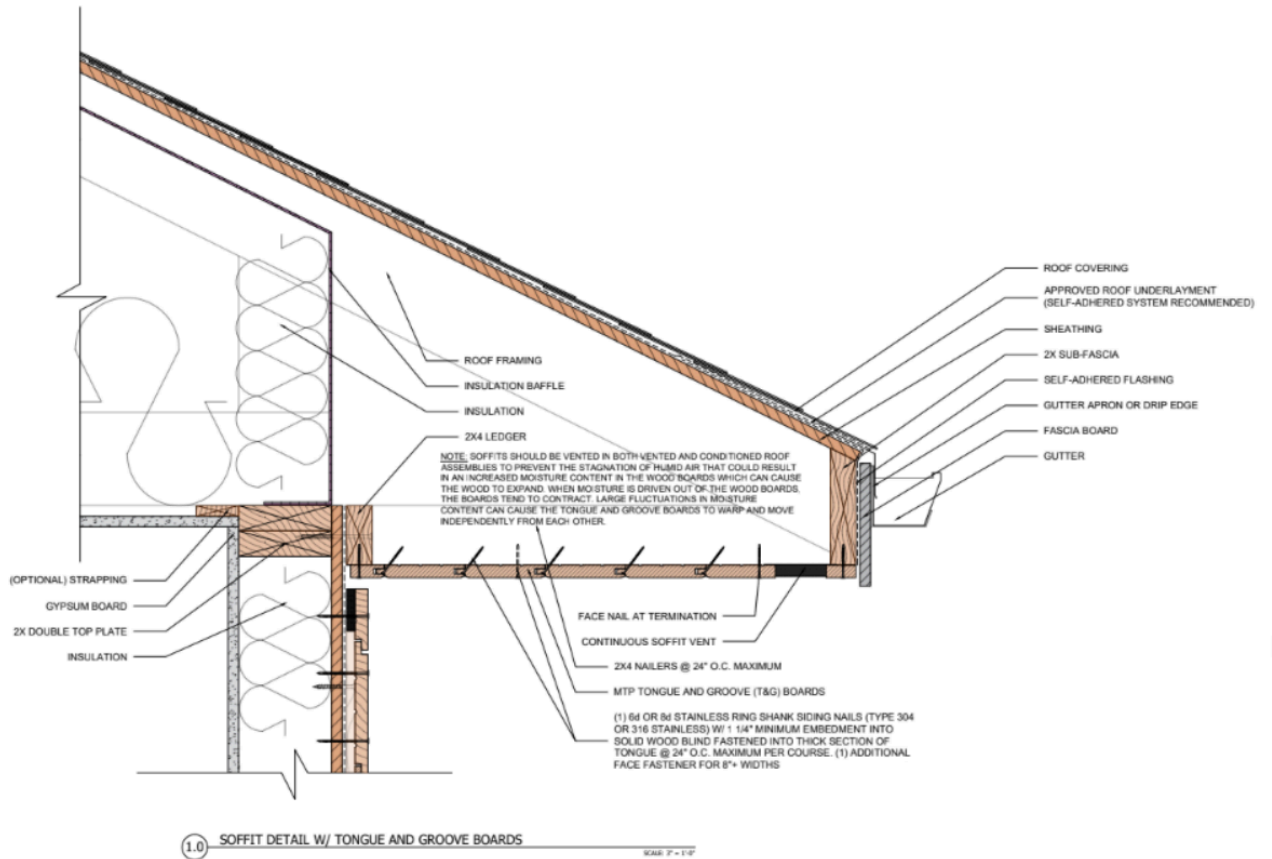 ROOF COVERING
APPROVED ROOF UNDERLAYMENT
(SELF-ADHERED SYSTEM RECOMMENDED)
SHEATHING
2X SUB-FASCIA
SELF-ADHERED FLASHING
GUTTER APRON OR DRIP EDGE
FASCIA BOARD
GUTTER
ROOF FRAMING
INSULATION BAFFLE
INSULATION
2X4 LEDGER
NOTE: SOFFITS SHOULD BE VENTED IN BOTH VENTED AND CONDITIONED ROOF
ASSEMBLIES TO PREVENT THE STAGNATION OF HUMID AIR THAT COULD RESULT
IN AN INCREASED MOISTURE CONTENT IN THE WOOD BOARDS WHICH CAN CAUSE
THE WOOD TO EXPAND. WHEN MOISTURE IS DRIVEN OUT OF THE WOOD BOARDS,
THE BOARDS TEND TO CONTRACT. LARGE FLUCTUATIONS IN MOISTURE
CONTENT CAN CAUSE THE TONGUE AND GROOVE BOARDS TO WARP AND MOVE
INDEPENDENTLY FROM EACH OTHER.
(OPTIONAL) STRAPPING
GYPSUM BOARD
2X DOUBLE TOP PLATE
INSULATION
FACE NAIL AT TERMINATION
CONTINUOUS SOFFIT VENT
2X4 NAILERS @ 24" O.C. MAXIMUM
MTP TONGUE AND GROOVE (T&G) BOARDS
(1) 6d OR 8d STAINLESS RING SHANK SIDING NAILS (TYPE 304
OR 316 STAINLESS) W/ 1 1/4" MINIMUM EMBEDMENT INTO
SOLID WOOD BLIND FASTENED INTO THICK SECTION OF
TONGUE @ 24" O.C. MAXIMUM PER COURSE. (1) ADDITIONAL
FACE FASTENER FOR 8"+ WIDTHS
1.0 SOFFIT DETAIL W/ TONGUE AND GROOVE BOARDS
SCALE: 3" = 1'-0"